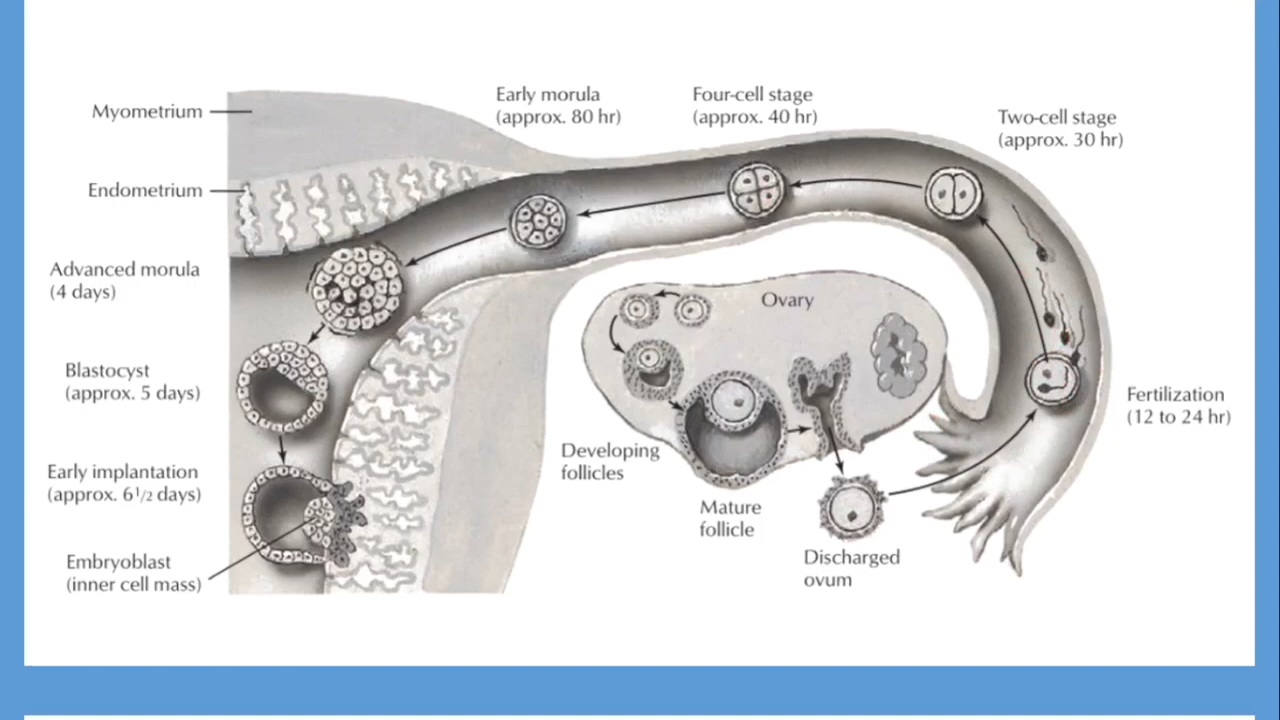 Early morula
(approx. 80 hr)
Four-cell stage
(approx. 40 hr)
Two-cell stage
(approx. 30 hr)
Myometrium
Endometrium
Advanced morula
(4 days)
Ovary
Blastocyst
(approx. 5 days)
Fertilization
(12 to 24 hr)
Developing
follicles
Early implantation
(approx. 6 1/2 days)
Mature
follicle
Discharged
ovum
Embryoblast
(inner cell mass)